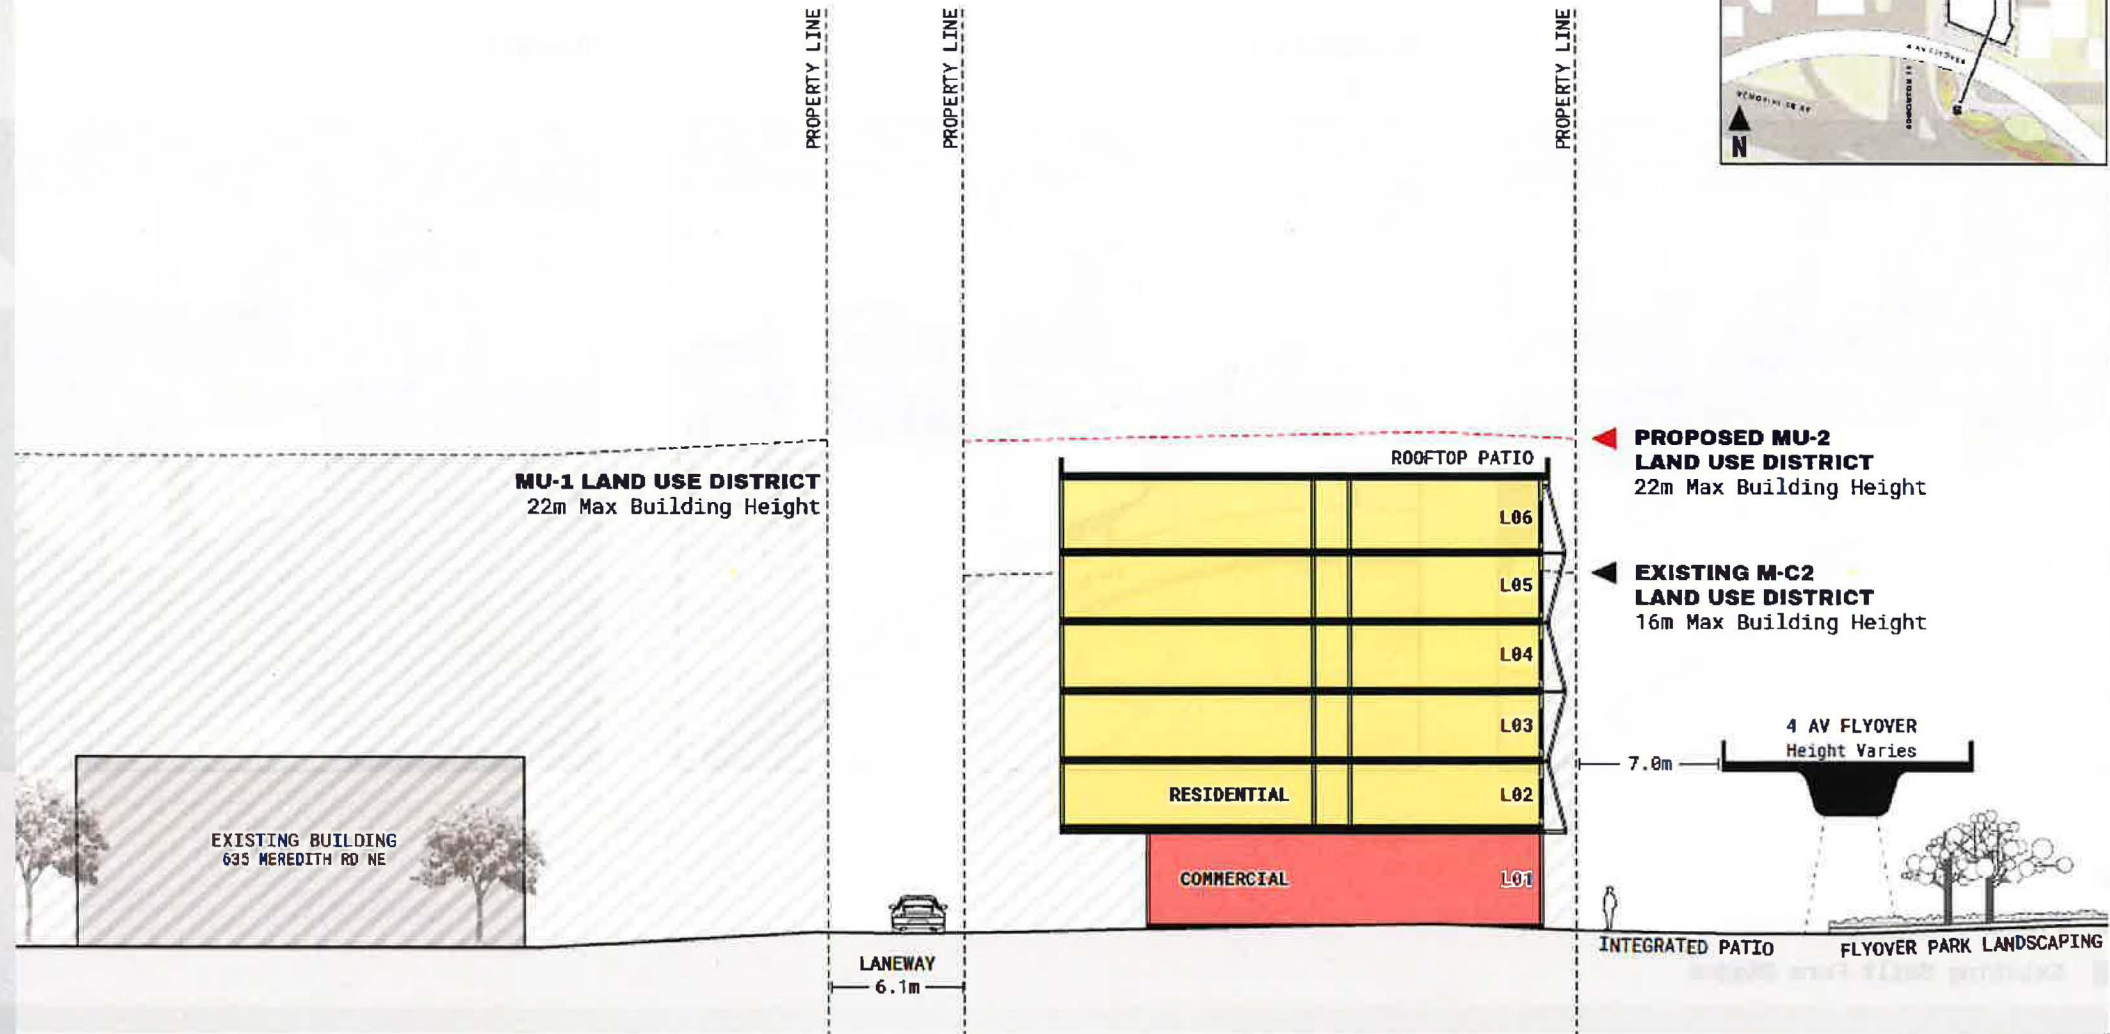 PROPERTY LINE
PROPERTY LINE
PROPERTY LINE
4 AV FLYOVER
N
MU-1 LAND USE DISTRICT
22m Max Building Height
ROOFTOP PATIO
PROPOSED MU-2
LAND USE DISTRICT
22m Max Building Height
L06
L05
EXISTING M-C2
LAND USE DISTRICT
16m Max Building Height
L04
L03
4 AV FLYOVER
Height Varies
7.0m
RESIDENTIAL
L02
EXISTING BUILDING
635 MEREDITH RD NE
COMMERCIAL
L01
INTEGRATED PATIO
FLYOVER PARK LANDSCAPING
LANEWAY
6.1m